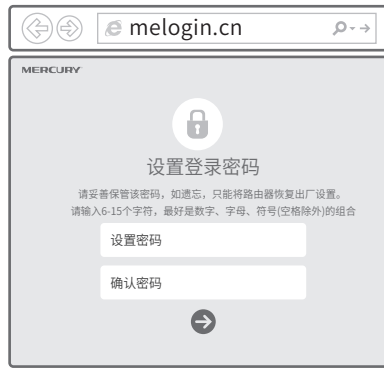 melogin.cn
MERCURY
设置登录密码
请妥善保管该密码，如遗忘，只能将路由器恢复出厂设置。
请输入6-15个字符，最好是数字、字母、符号(空格除外)的组合
设置密码
确认密码